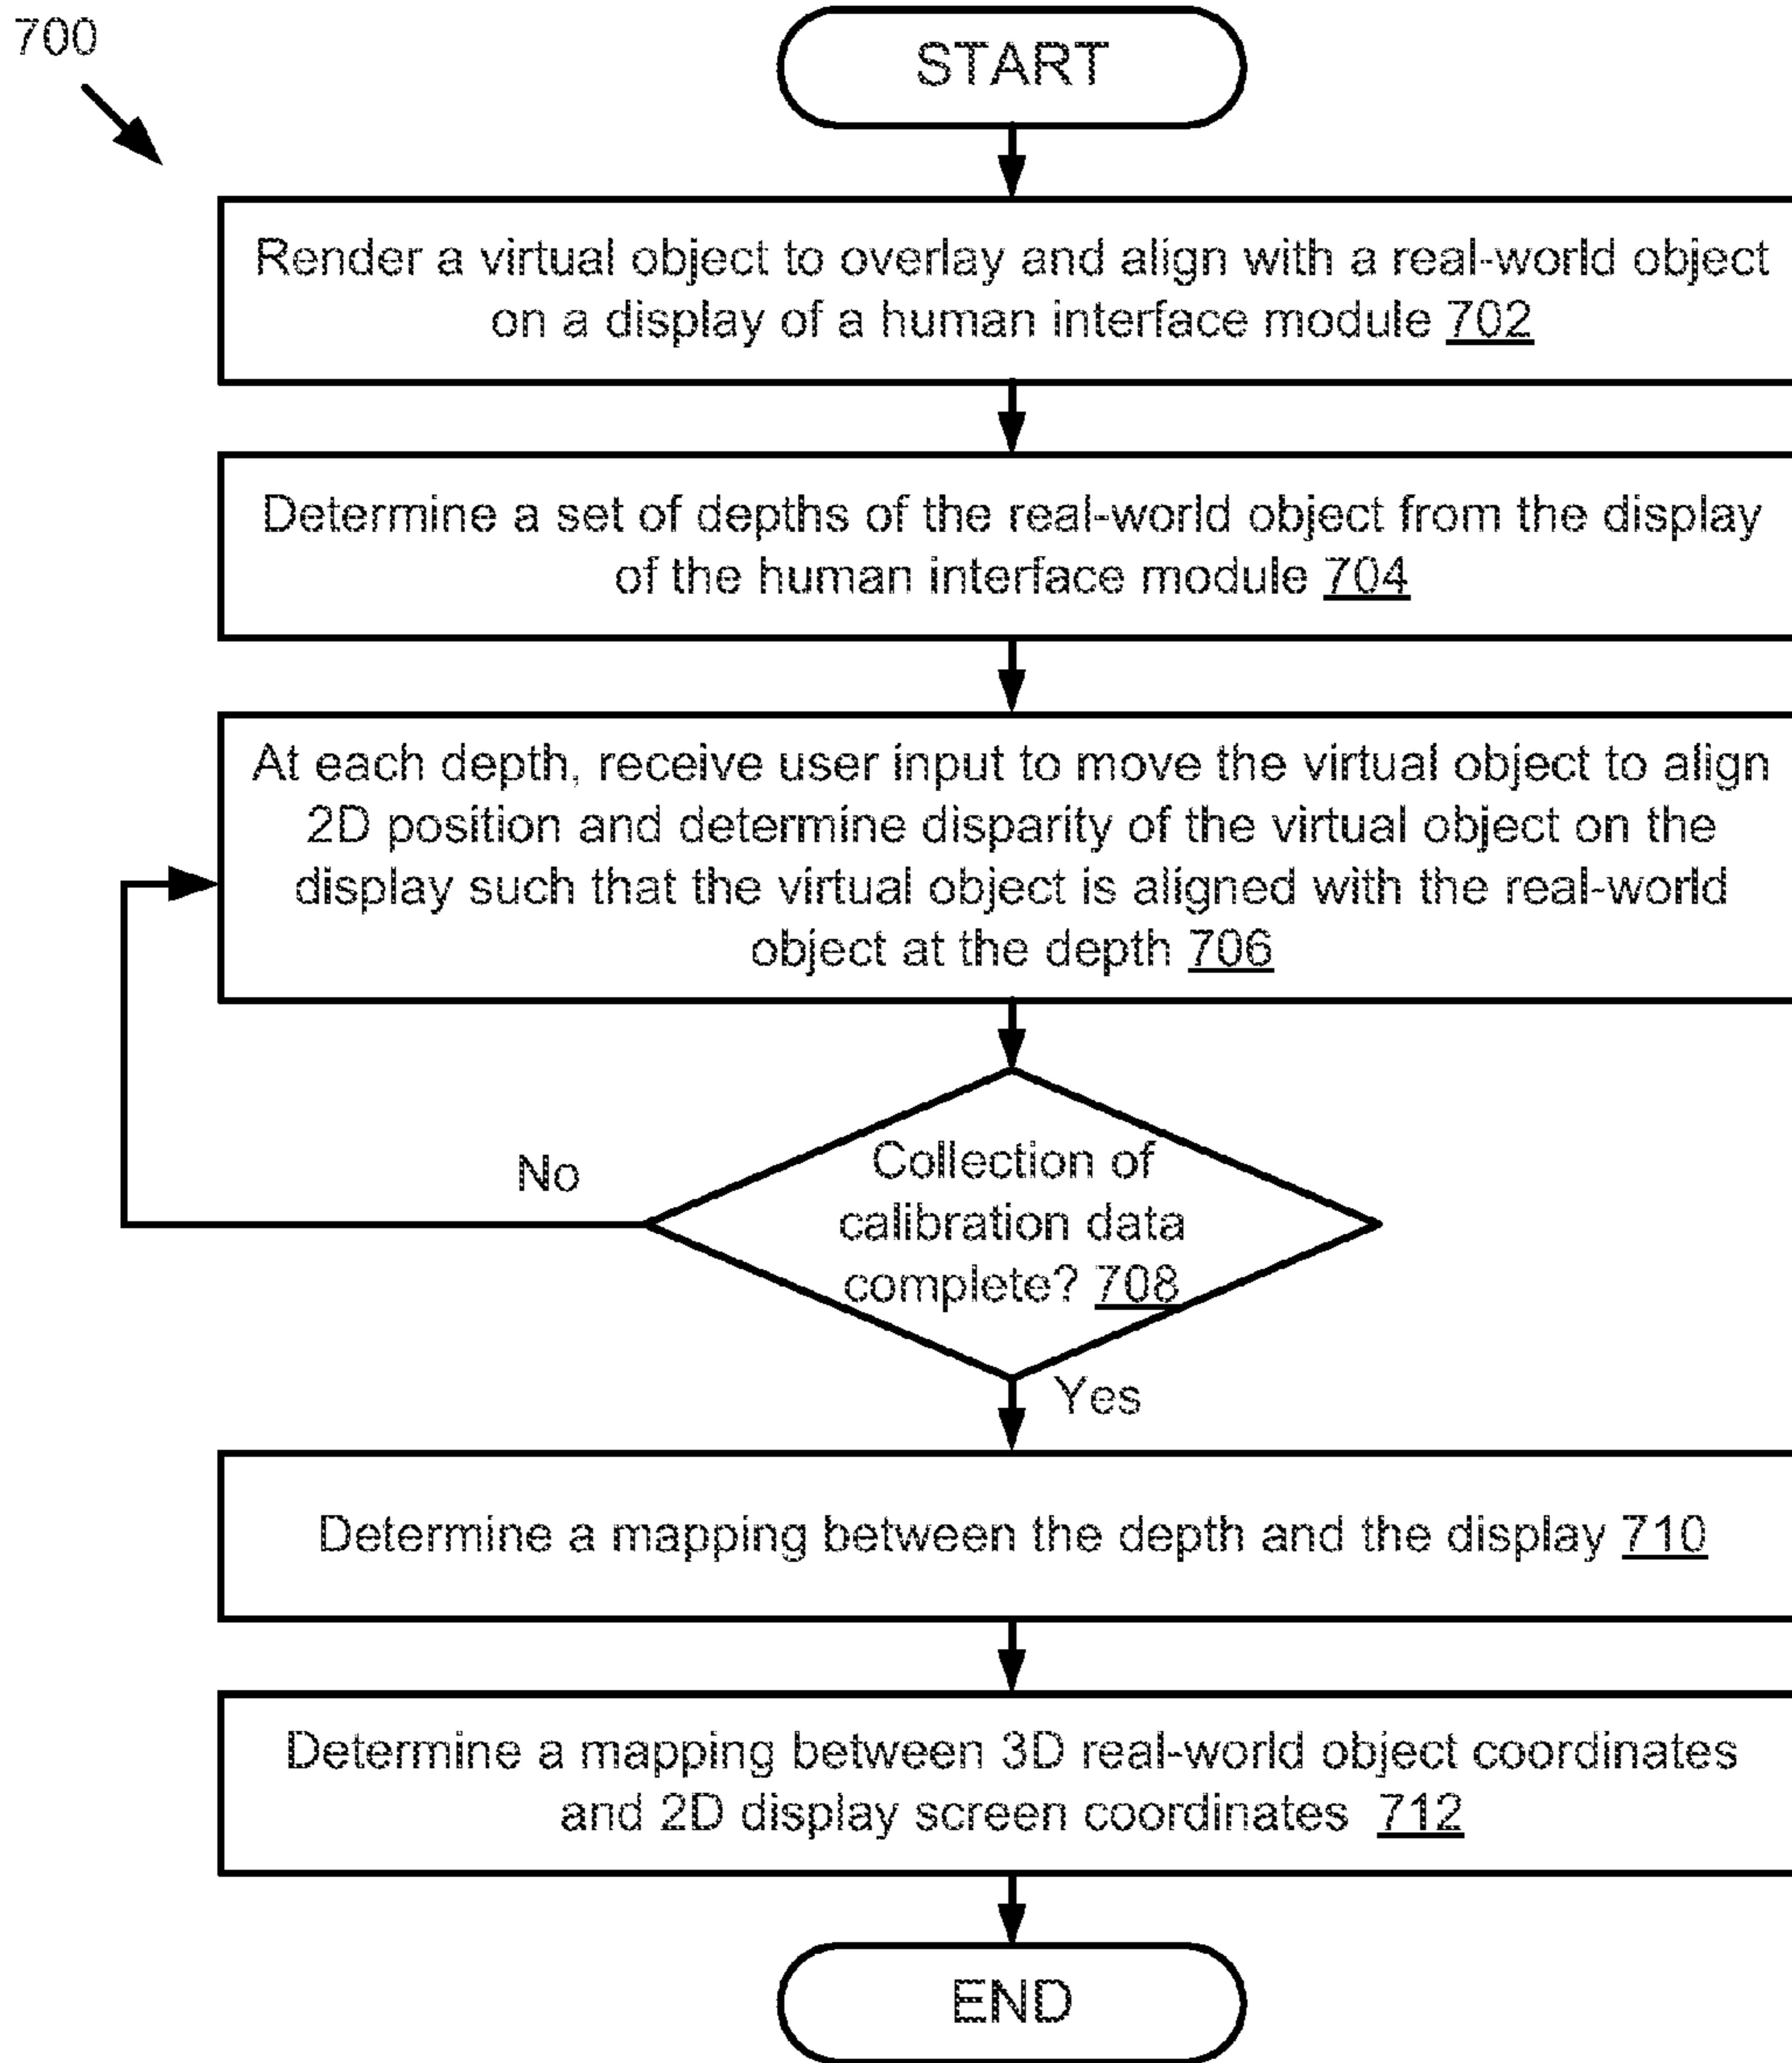 700
START
Render a virtual object to overlay and align with a real-world object
on a display of a human interface module 702
Determine a set of depths of the real-world object from the display
of the human interface module 704
At each depth, receive user input to move the virtual object to align
2D position and determine disparity of the virtual object on the
display such that the virtual object is aligned with the real-world
object at the depth 706
Collection of
calibration data
complete? 708
No
Yes
Determine a mapping between the depth and the display 710
Determine a mapping between 3D real-world object coordinates
and 2D display screen coordinates 712
END